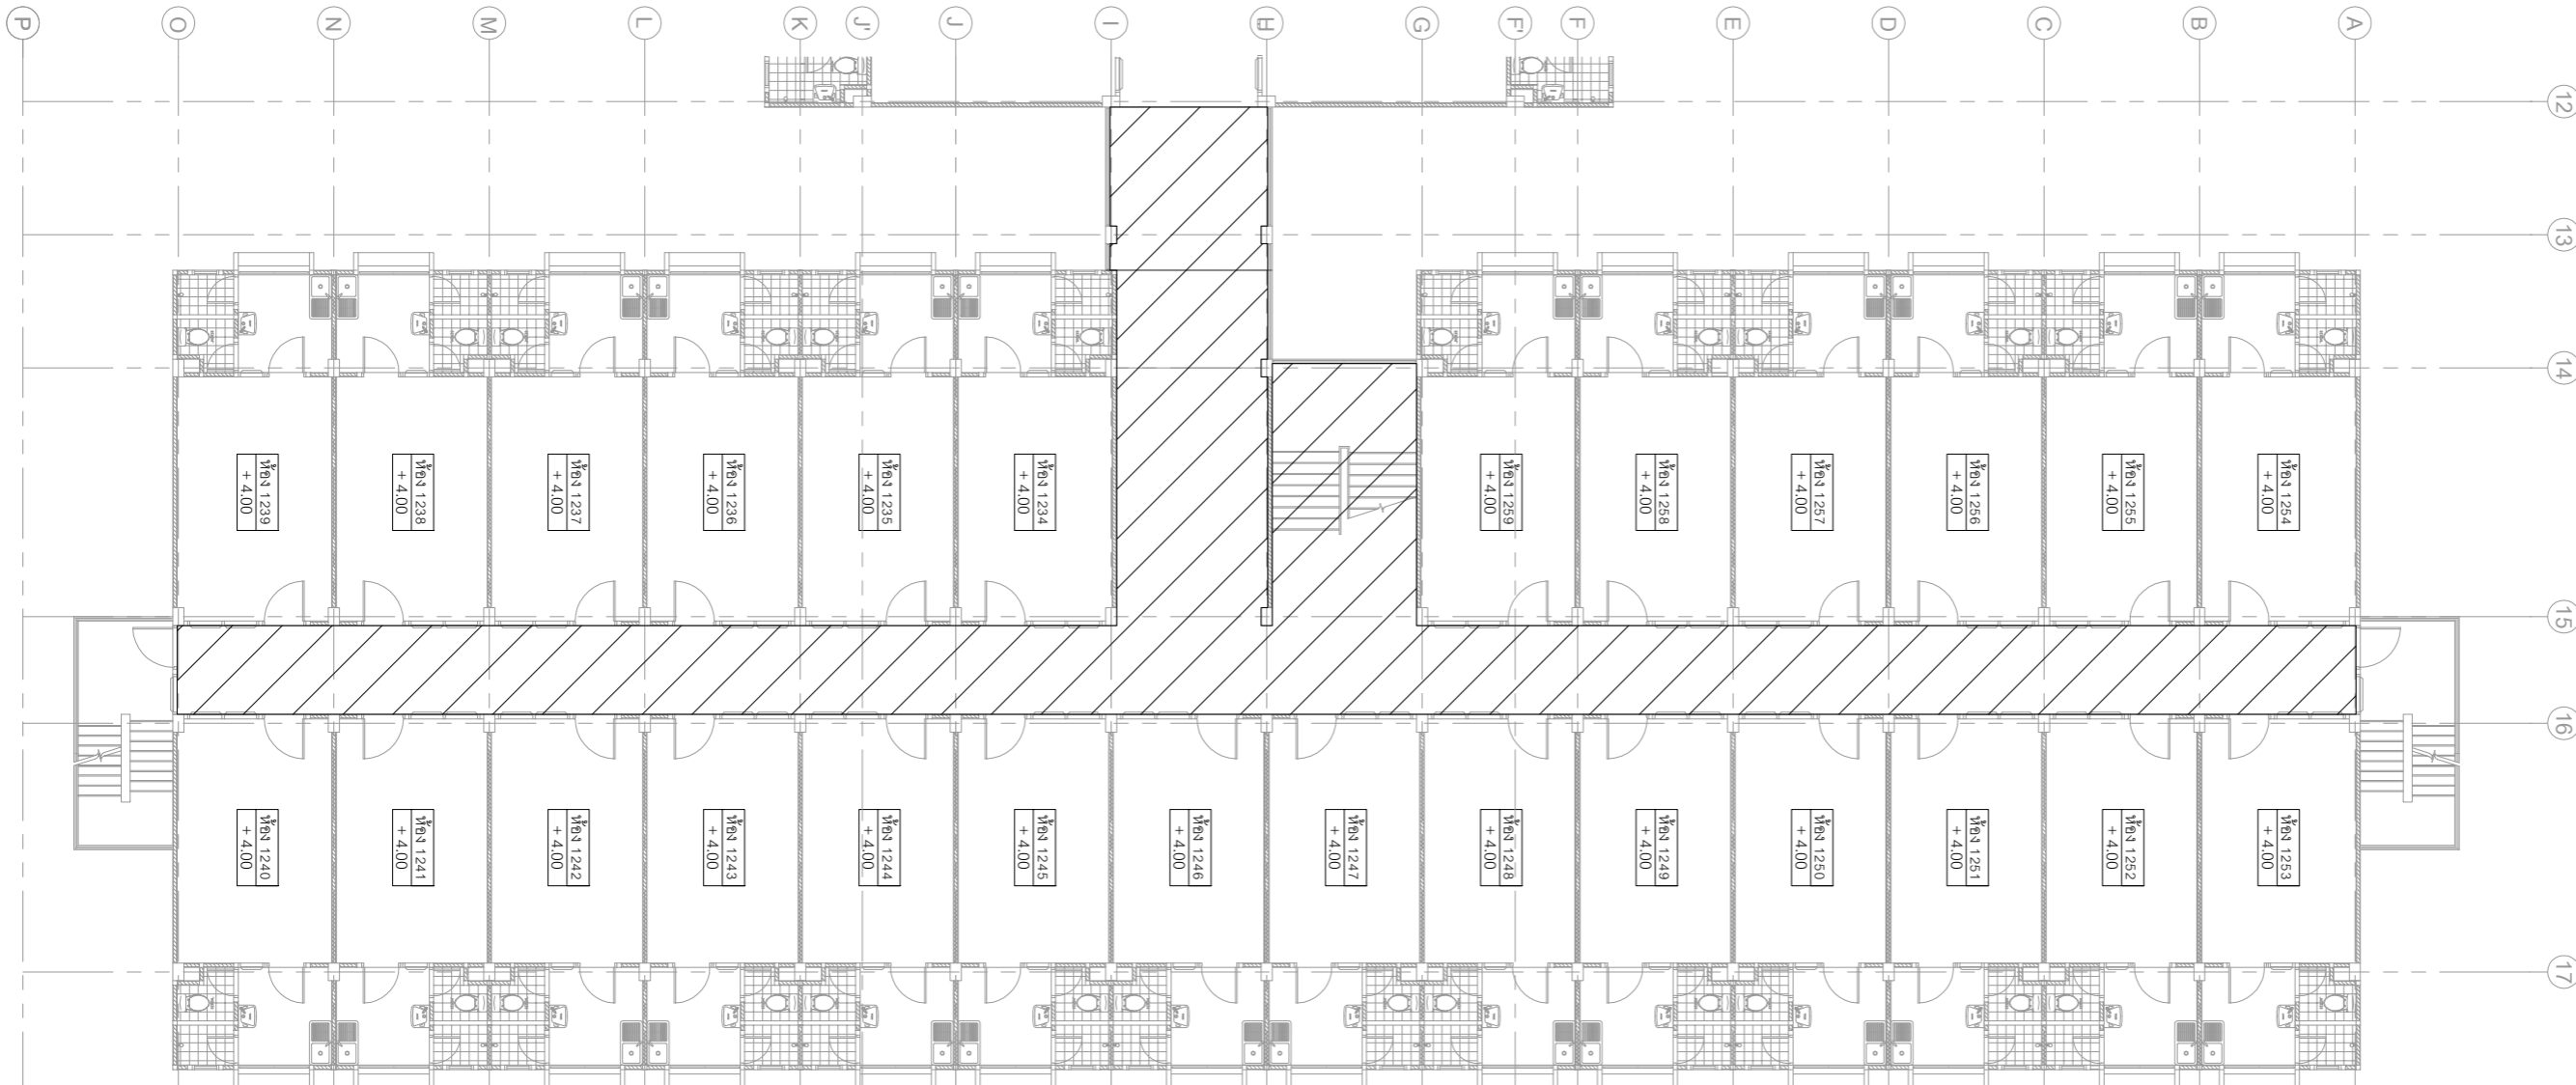 P
O
N
M
L
K
J'
J
I
H
G
F'
F
E
D
C
B
A
12
13
14
15
16
17
ห้อง 1239
+ 4.00
ห้อง 1238
+ 4.00
ห้อง 1237
+ 4.00
ห้อง 1236
+ 4.00
ห้อง 1235
+ 4.00
ห้อง 1234
+ 4.00
ห้อง 1259
+ 4.00
ห้อง 1258
+ 4.00
ห้อง 1257
+ 4.00
ห้อง 1256
+ 4.00
ห้อง 1255
+ 4.00
ห้อง 1254
+ 4.00
ห้อง 1240
+ 4.00
ห้อง 1241
+ 4.00
ห้อง 1242
+ 4.00
ห้อง 1243
+ 4.00
ห้อง 1244
+ 4.00
ห้อง 1245
+ 4.00
ห้อง 1246
+ 4.00
ห้อง 1247
+ 4.00
ห้อง 1248
+ 4.00
ห้อง 1249
+ 4.00
ห้อง 1250
+ 4.00
ห้อง 1251
+ 4.00
ห้อง 1252
+ 4.00
ห้อง 1253
+ 4.00